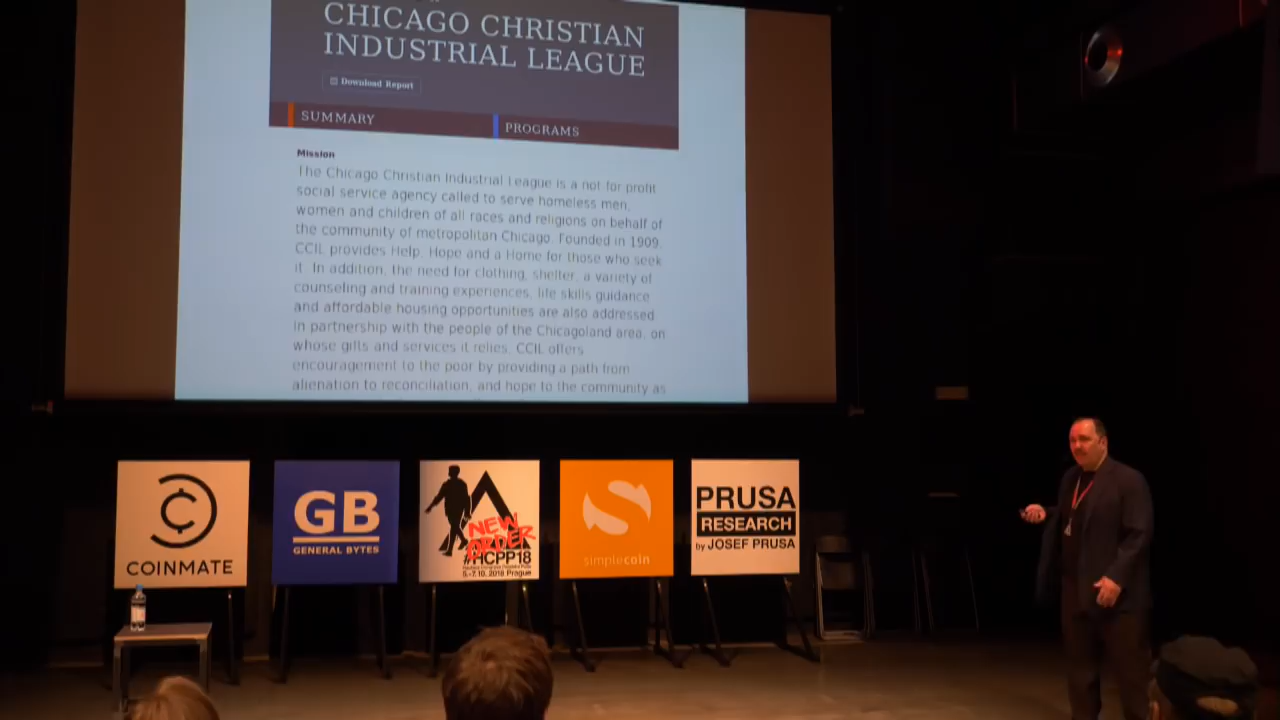 CHICAGO CHRISTIAN
INDUSTRIAL LEAGUE
Download Report
SUMMARY
PROGRAMS
Mission
The Chicago Christian Industrial League is a not for profit
social service agency called to serve homeless men,
women and children of all races and religions on behalf of
the community of metropolitan Chicago. Founded in 1909,
CCIL provides Help, Hope and a Home for those who seek
it. In addition, the need for clothing, shelter, a variety of
counseling and training experiences, life skills guidance
and affordable housing opportunities are also addressed
in partnership with the people of the Chicagoland area, on
whose gifts and services it relies. CCIL offers
encouragement to the poor by providing a path from
alienation to reconciliation, and hope to the community as
COINMATE
GB
GENERAL BYTES
NEW
ORDER
#HCPP18
5.-7.10. 2018 Prague
simplecoin
PRUSA
RESEARCH
by JOSEF PRUSA